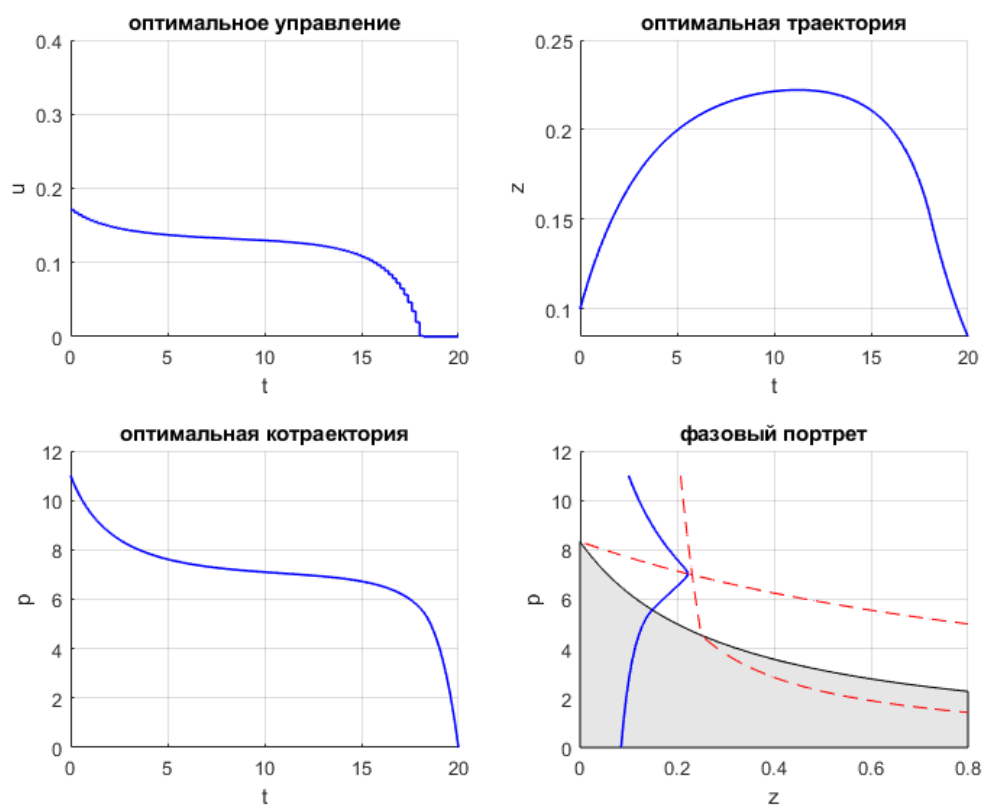 оптимальное управление
0.4
0.3
0.2
0.1
0
u
0 5 10 15 20
t
оптимальная траектория
0.25
0.2
0.15
0.1
z
0 5 10 15 20
t
оптимальная котраектория
12
10
8
6
4
2
0
p
0 5 10 15 20
t
фазовый портрет
12
10
8
6
4
2
0
p
0 0.2 0.4 0.6 0.8
z